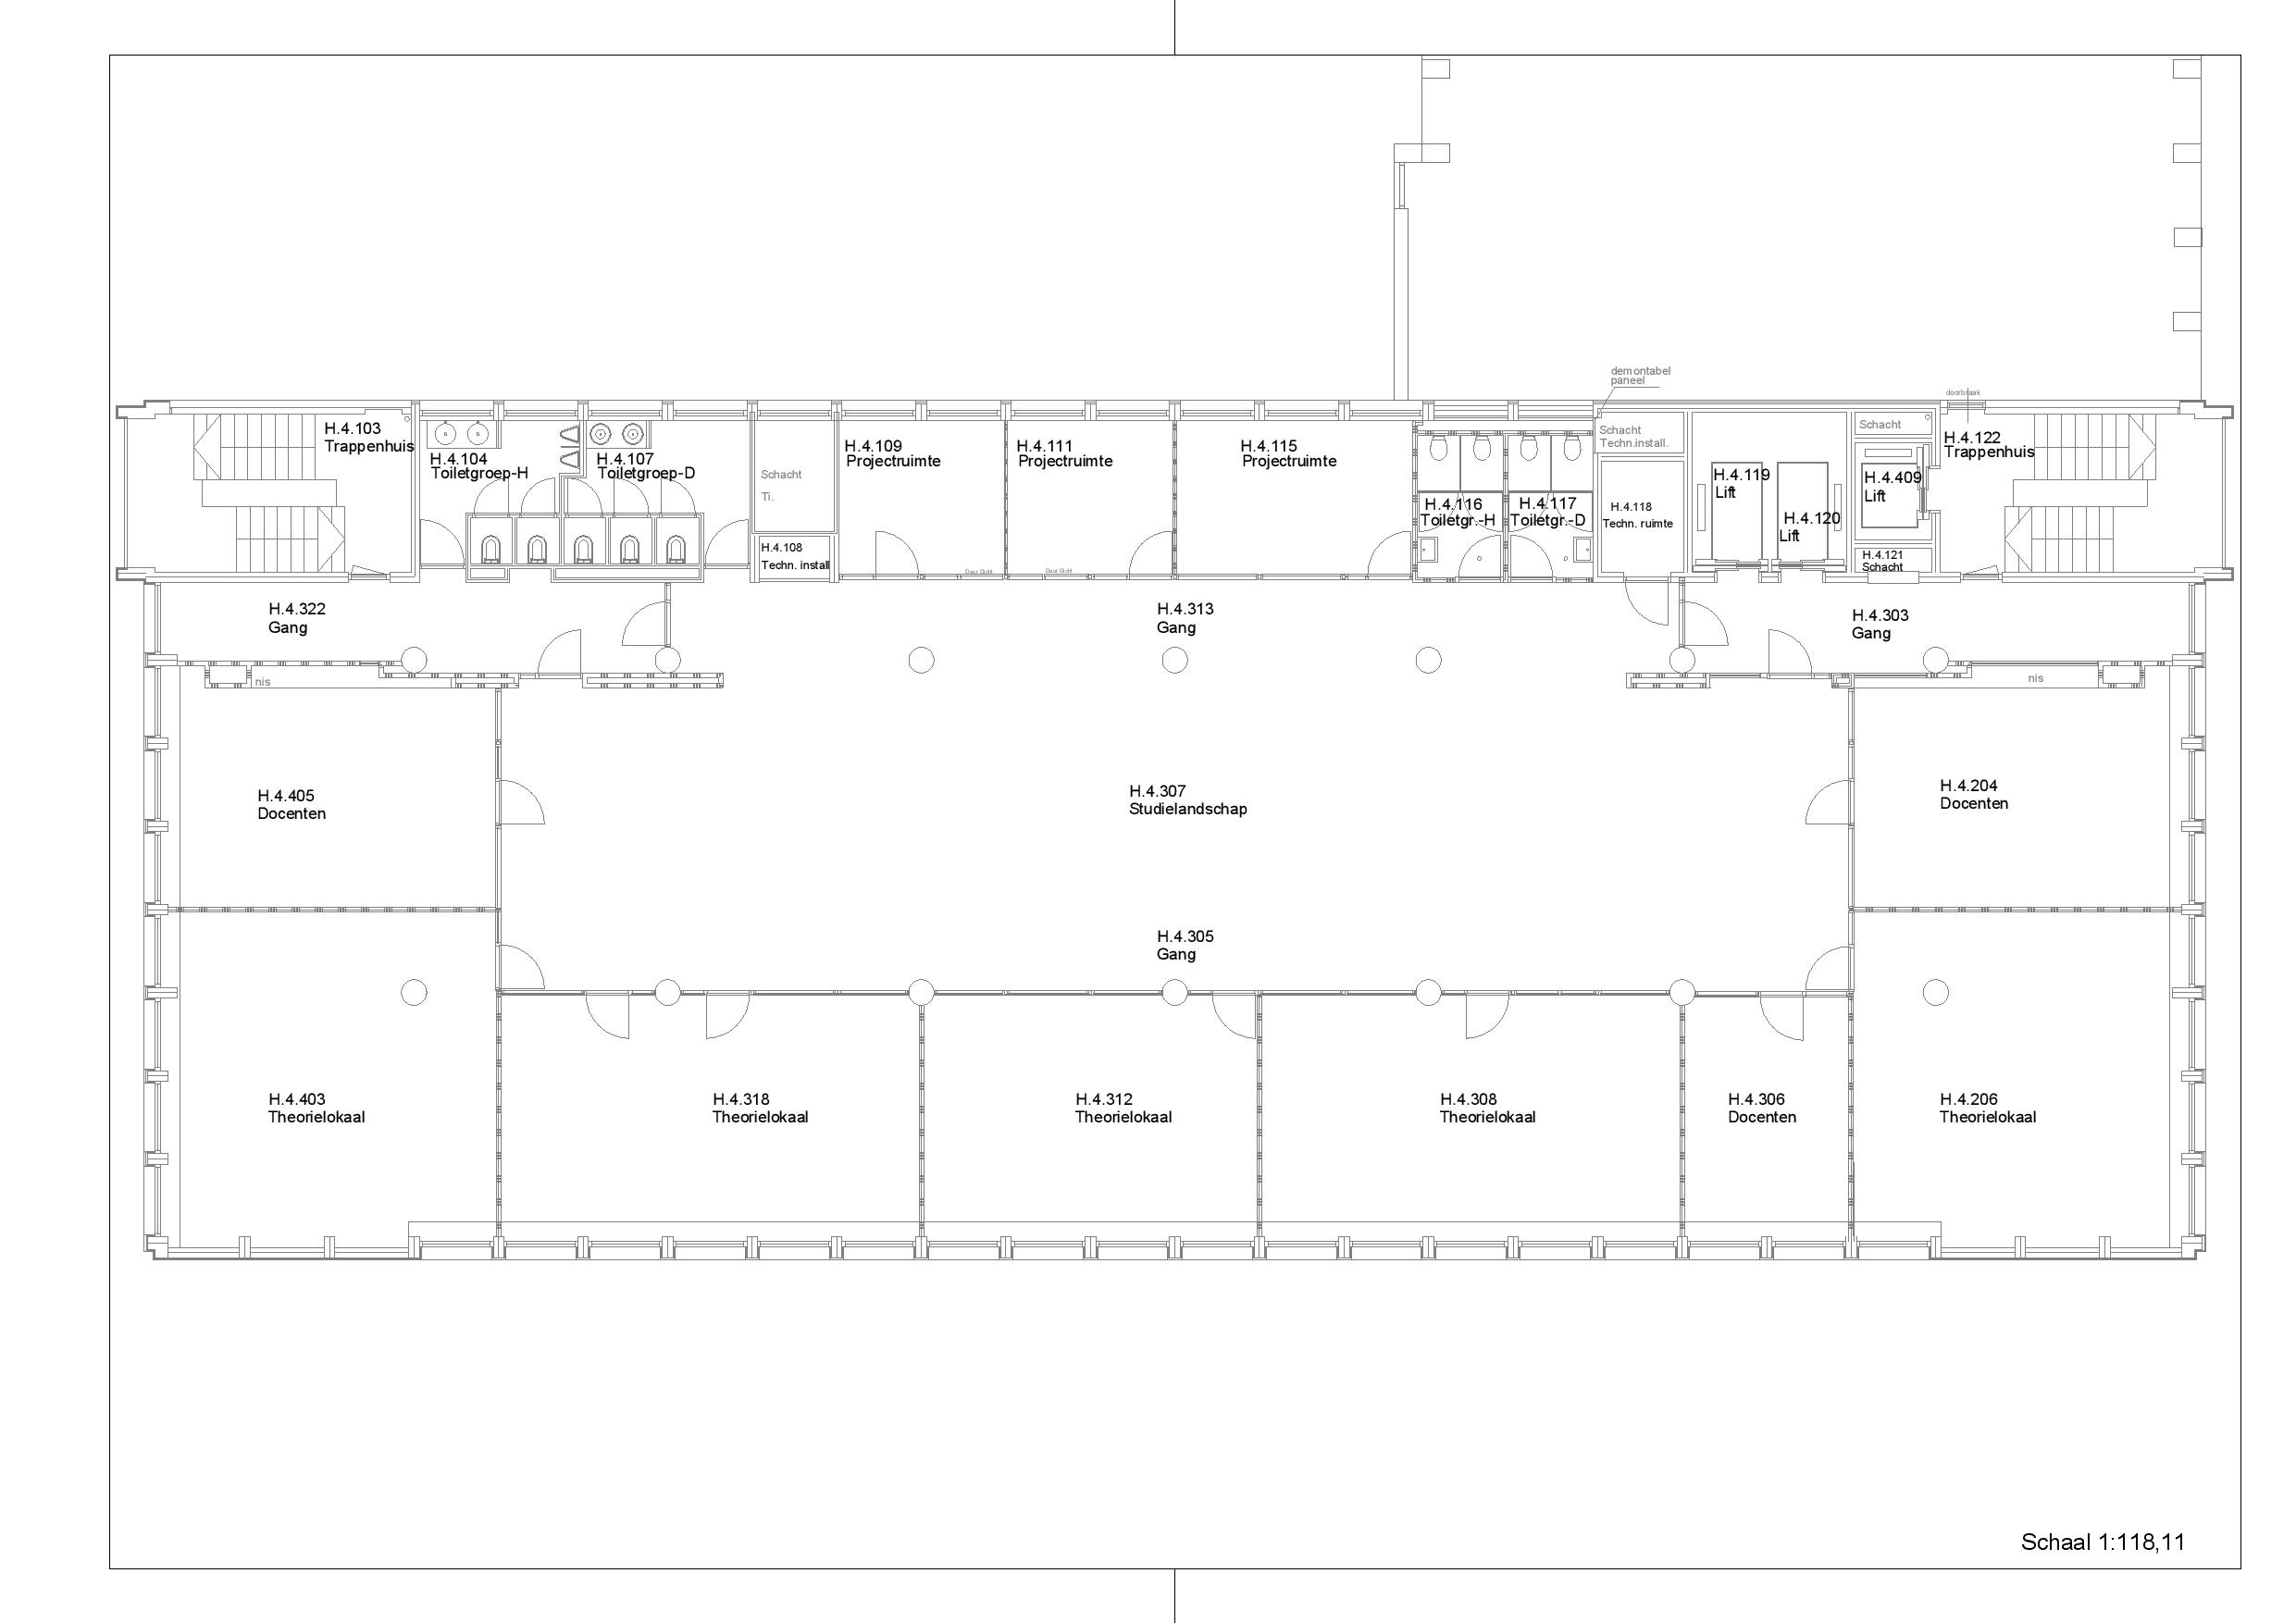 demontabel
paneel
doorbraak
H.4.103
Trappenhuis
H.4.104
Toiletgroep-H
H.4.107
Toiletgroep-D
Schacht
Ti.
H.4.108
Techn. install
H.4.109
Projectruimte
H.4.111
Projectruimte
H.4.115
Projectruimte
Deur Dicht
Deur Dicht
H.4.116
Toiletgr.-H
H.4.117
Toiletgr.-D
Schacht
Techn.install.
H.4.118
Techn. ruimte
H.4.119
Lift
H.4.120
Lift
Schacht
H.4.409
Lift
H.4.121
Schacht
H.4.122
Trappenhuis
H.4.322
Gang
H.4.313
Gang
H.4.303
Gang
nis
nis
H.4.405
Docenten
H.4.307
Studielandschap
H.4.204
Docenten
H.4.305
Gang
H.4.403
Theorielokaal
H.4.318
Theorielokaal
H.4.312
Theorielokaal
H.4.308
Theorielokaal
H.4.306
Docenten
H.4.206
Theorielokaal
Schaal 1:118,11